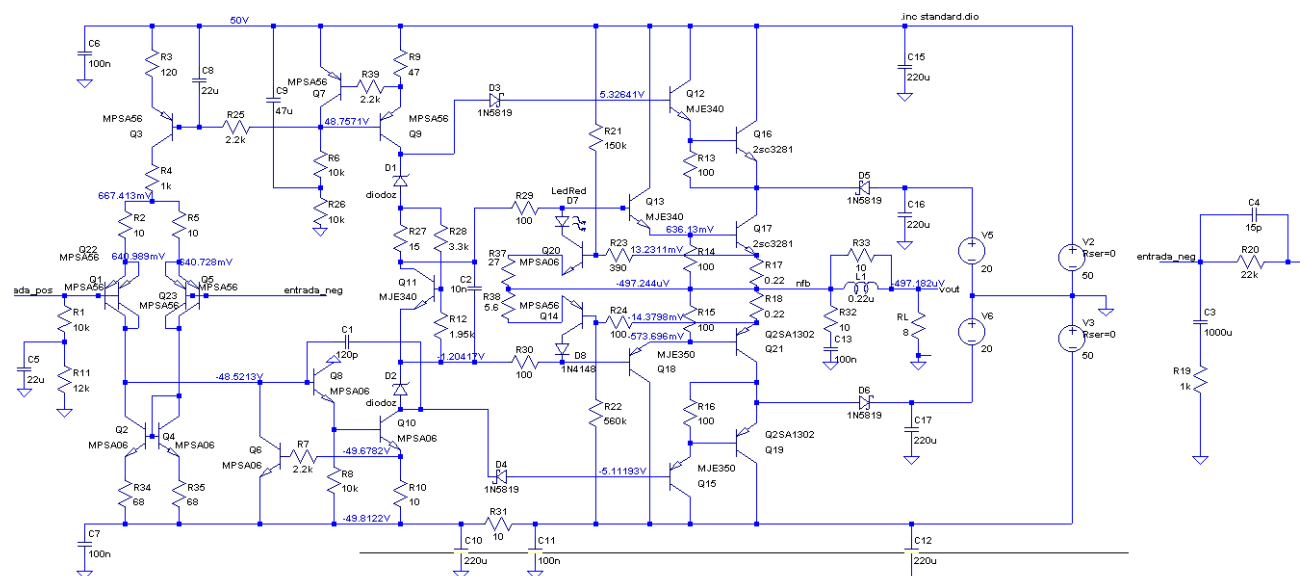 .inc standard.dio
50V
C6
100n
R3
120
C8
22u
C9
47u
MPSA56
Q7
R39
2.2k
R9
47
D3
1N5819
5.32641V
Q12
MJE340
C15
220u
MPSA56
Q3
R25
2.2k
48.7571V
MPSA56
Q9
R21
150k
Q16
2sc3281
R13
100
R4
1k
R6
10k
D1
diodoz
667.413mV
R26
10k
R29
100
LedRed
D7
Q13
MJE340
D5
1N5819
C16
220u
V5
20
V2
Rser=0
50
C4
15p
R20
22k
entrada_neg
R2
10
R5
10
R27
15
R28
3.3k
636.13mV
Q17
2sc3281
Q22
MPSA56
640.989mV
640.728mV
Q1
MPSA56
Q5
MPSA56
Q23
Q20
MPSA06
R23
390
13.2311mV
R14
100
R37
27
R17
0.22
R33
10
L1
0.22u
ada_pos
entrada_neg
Q11
MJE340
C2
10n
R38
5.6
MPSA56
Q14
-497.244uV
nfb
-497.182uV
vout
R18
0.22
R32
10
RL
8
C13
100n
V6
20
V3
Rser=0
50
C3
1000u
R1
10k
R12
1.95k
R24
100
-14.3798mV
R15
100
-573.696mV
2SA1302
Q21
C1
120p
-1.20417V
R30
100
D8
1N4148
MJE350
Q18
C5
22u
R11
12k
-48.5213V
Q8
MPSA06
D2
diodoz
D6
1N5819
R19
1k
Q2
MPSA06
Q4
MPSA06
Q10
MPSA06
R22
560k
R16
100
Q2SA1302
Q19
C17
220u
Q6
MPSA06
R7
2.2k
-49.6782V
R8
10k
D4
1N5819
-5.11193V
MJE350
Q15
R34
68
R35
68
R10
10
-49.8122V
R31
10
C7
100n
C10
220u
C11
100n
C12
220u